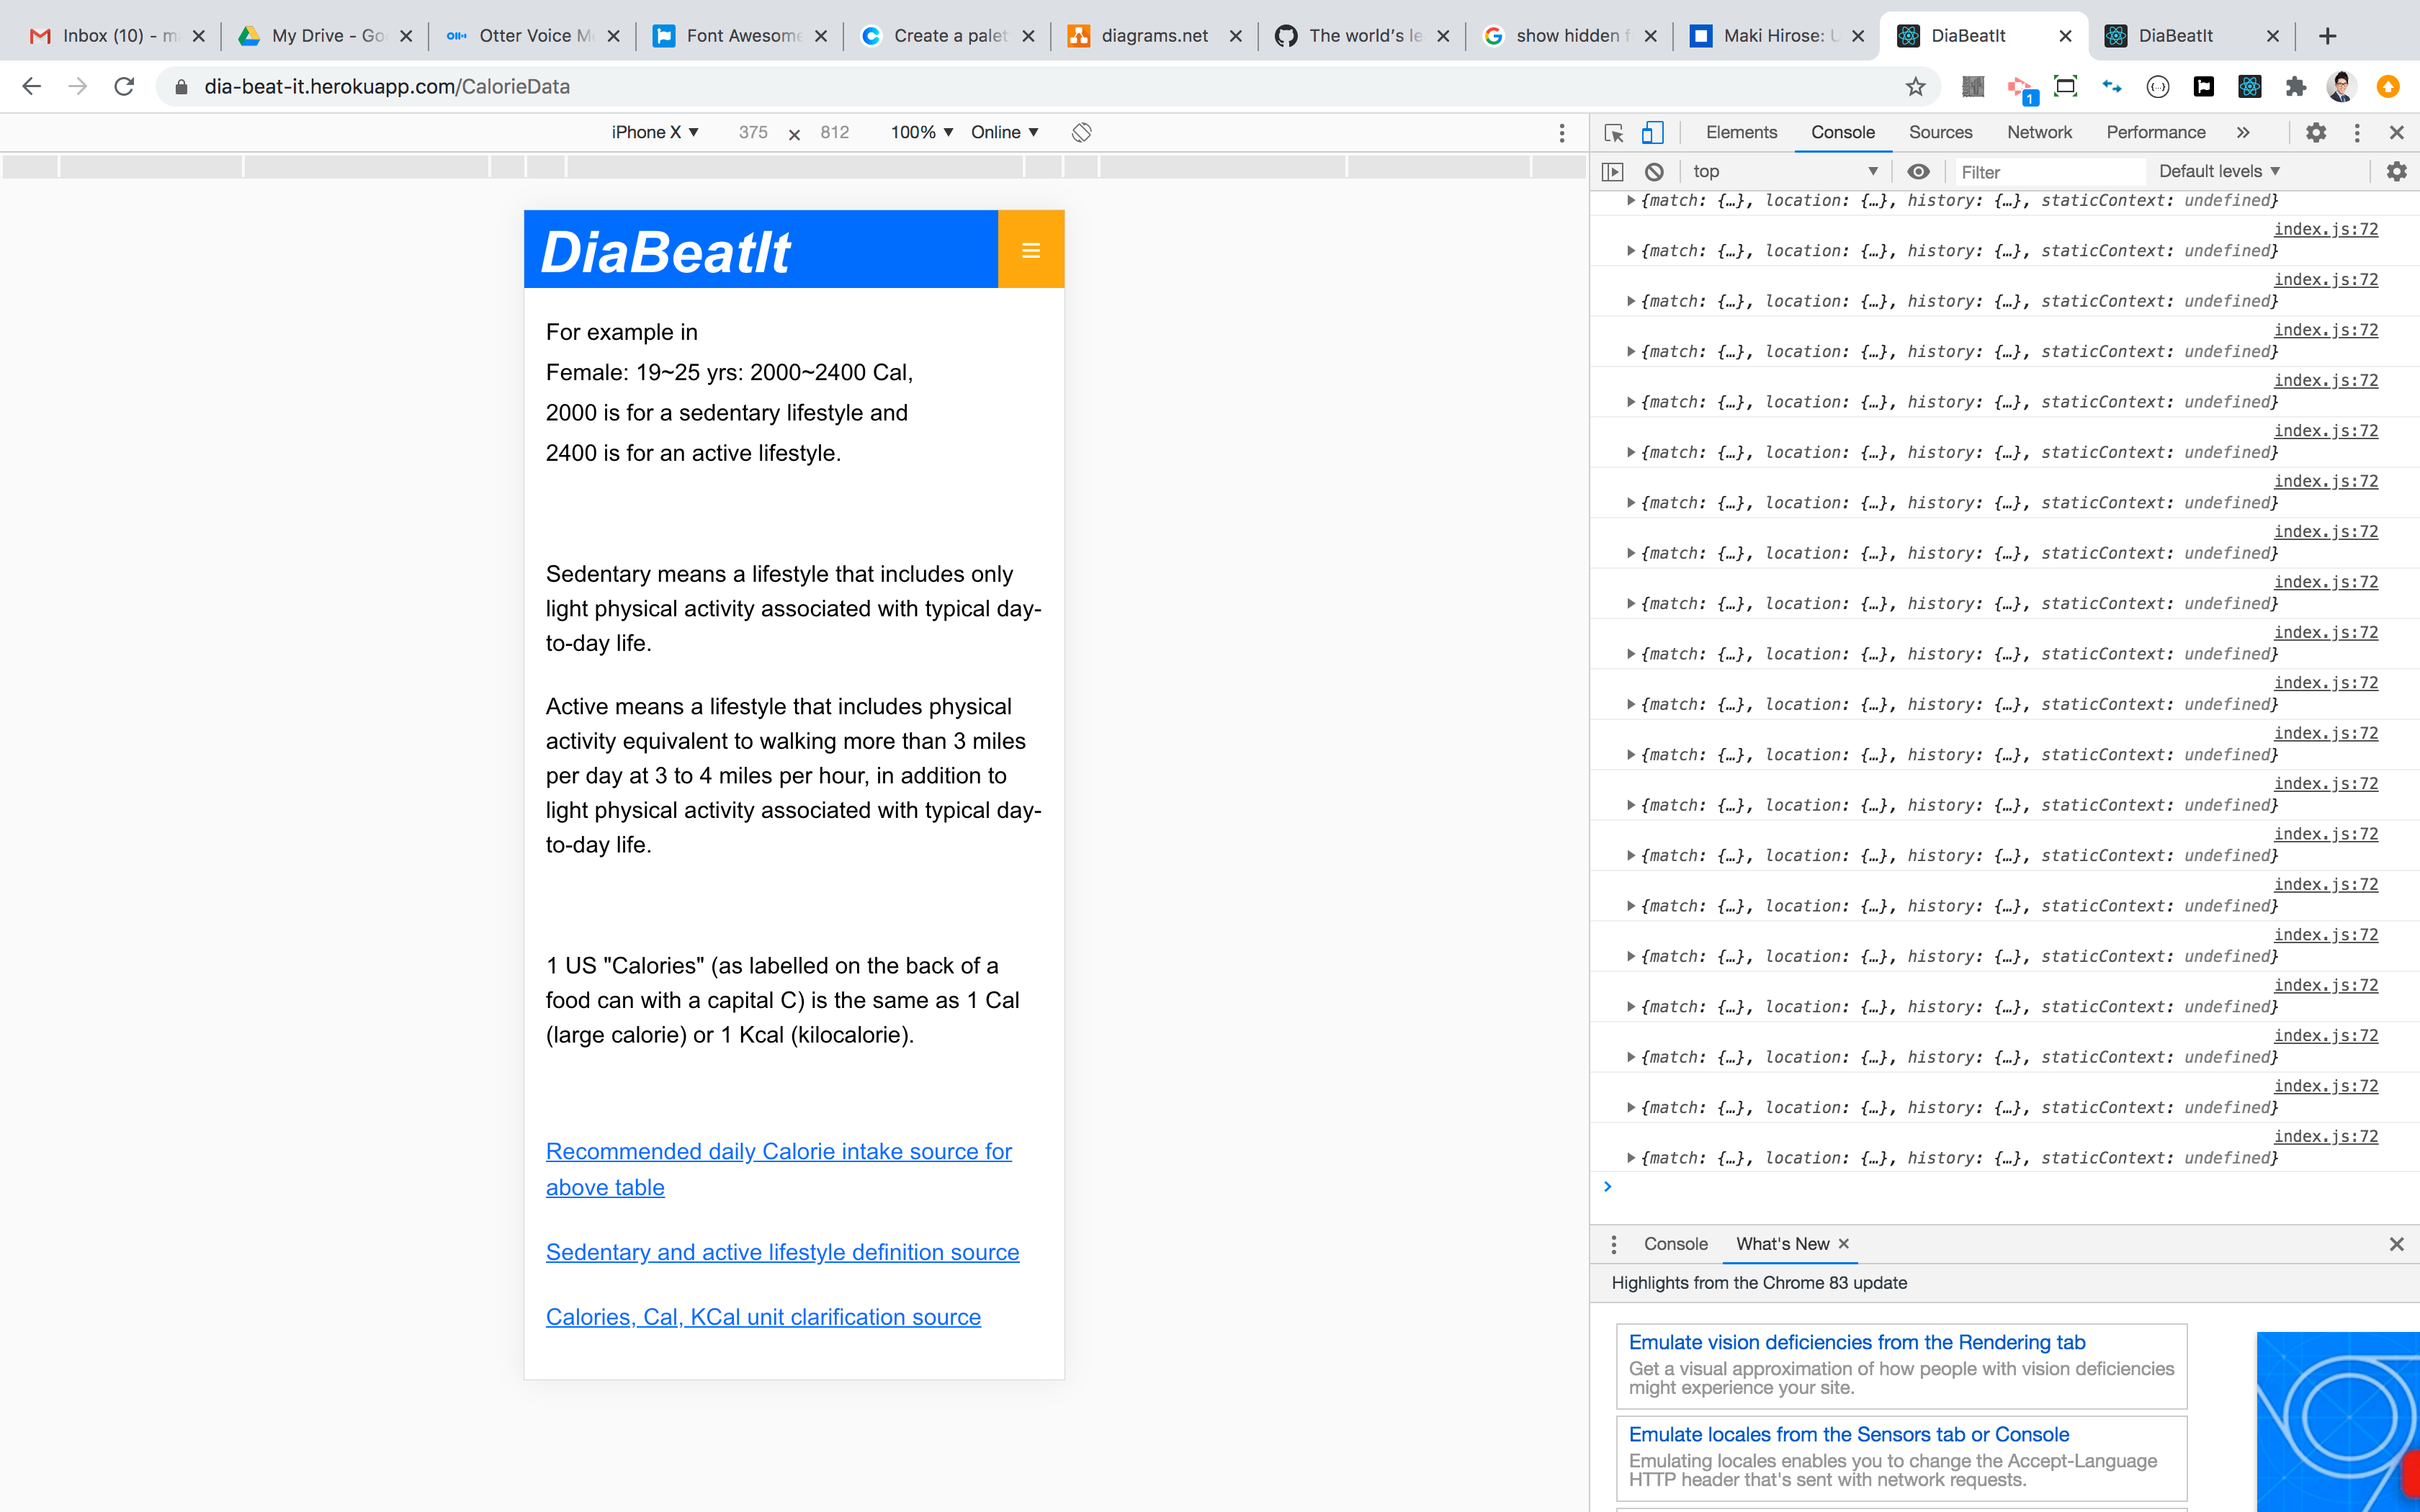 Inbox (10) - m
My Drive - Go
Otter Voice M
Font Awesome
Create a palet
diagrams.net
The world's le
show hidden f
Maki Hirose: U
DiaBeatIt
DiaBeatIt
dia-beat-it.herokuapp.com/CalorieData
1
iPhone X ▼ 375 x 812 100% ▼ Online ▼
DiaBeatIt
For example in
Female: 19~25 yrs: 2000~2400 Cal,
2000 is for a sedentary lifestyle and
2400 is for an active lifestyle.
Sedentary means a lifestyle that includes only
light physical activity associated with typical day-
to-day life.
Active means a lifestyle that includes physical
activity equivalent to walking more than 3 miles
per day at 3 to 4 miles per hour, in addition to
light physical activity associated with typical day-
to-day life.
1 US "Calories" (as labelled on the back of a
food can with a capital C) is the same as 1 Cal
(large calorie) or 1 Kcal (kilocalorie).
Recommended daily Calorie intake source for
above table
Sedentary and active lifestyle definition source
Calories, Cal, KCal unit clarification source
Elements Console Sources Network Performance »
top ▼ Filter Default levels ▼
{match: {…}, location: {…}, history: {…}, staticContext: undefined}
index.js:72
{match: {…}, location: {…}, history: {…}, staticContext: undefined}
index.js:72
{match: {…}, location: {…}, history: {…}, staticContext: undefined}
index.js:72
{match: {…}, location: {…}, history: {…}, staticContext: undefined}
index.js:72
{match: {…}, location: {…}, history: {…}, staticContext: undefined}
index.js:72
{match: {…}, location: {…}, history: {…}, staticContext: undefined}
index.js:72
{match: {…}, location: {…}, history: {…}, staticContext: undefined}
index.js:72
{match: {…}, location: {…}, history: {…}, staticContext: undefined}
index.js:72
{match: {…}, location: {…}, history: {…}, staticContext: undefined}
index.js:72
{match: {…}, location: {…}, history: {…}, staticContext: undefined}
index.js:72
{match: {…}, location: {…}, history: {…}, staticContext: undefined}
index.js:72
{match: {…}, location: {…}, history: {…}, staticContext: undefined}
index.js:72
{match: {…}, location: {…}, history: {…}, staticContext: undefined}
index.js:72
{match: {…}, location: {…}, history: {…}, staticContext: undefined}
index.js:72
{match: {…}, location: {…}, history: {…}, staticContext: undefined}
index.js:72
{match: {…}, location: {…}, history: {…}, staticContext: undefined}
index.js:72
{match: {…}, location: {…}, history: {…}, staticContext: undefined}
index.js:72
{match: {…}, location: {…}, history: {…}, staticContext: undefined}
index.js:72
{match: {…}, location: {…}, history: {…}, staticContext: undefined}
index.js:72
{match: {…}, location: {…}, history: {…}, staticContext: undefined}
Console What's New
Highlights from the Chrome 83 update
Emulate vision deficiencies from the Rendering tab
Get a visual approximation of how people with vision deficiencies
might experience your site.
Emulate locales from the Sensors tab or Console
Emulating locales enables you to change the Accept-Language
HTTP header that's sent with network requests.